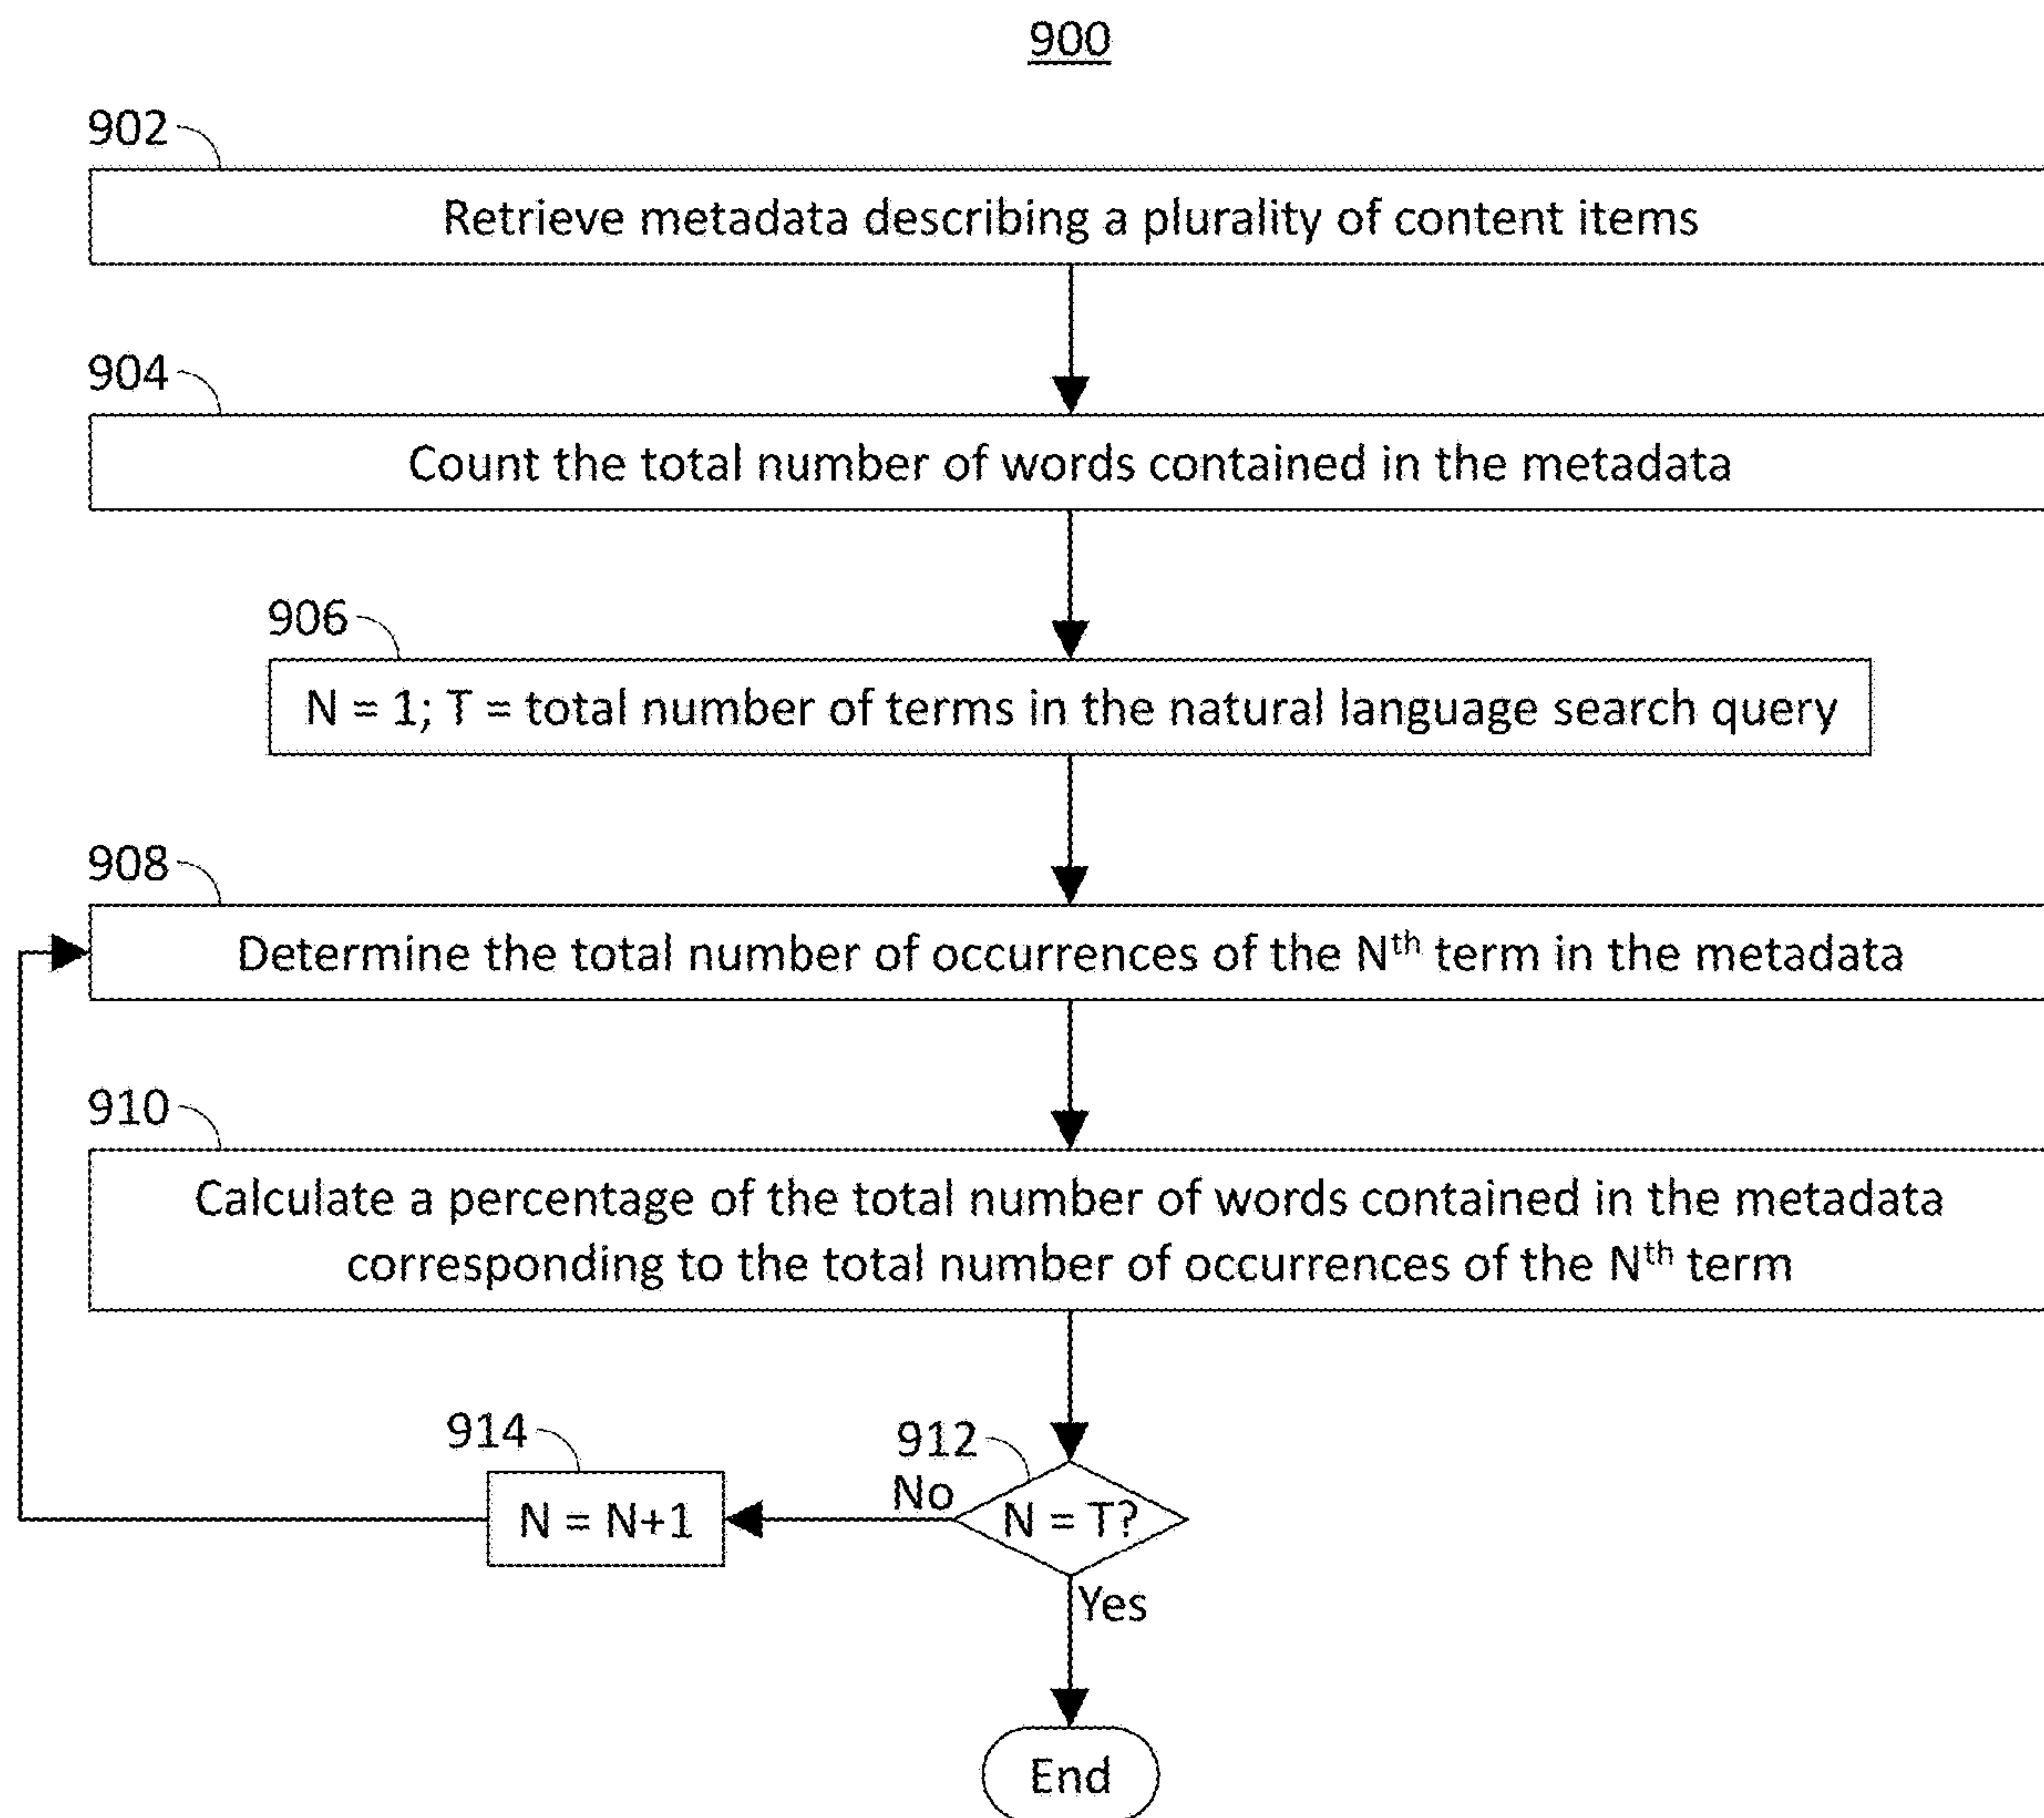 900
902
Retrieve metadata describing a plurality of content items
904
Count the total number of words contained in the metadata
906
N = 1; T = total number of terms in the natural language search query
908
Determine the total number of occurrences of the Nth term in the metadata
910
Calculate a percentage of the total number of words contained in the metadata
corresponding to the total number of occurrences of the Nth term
914
912
No
N = N+1
N = T?
Yes
End